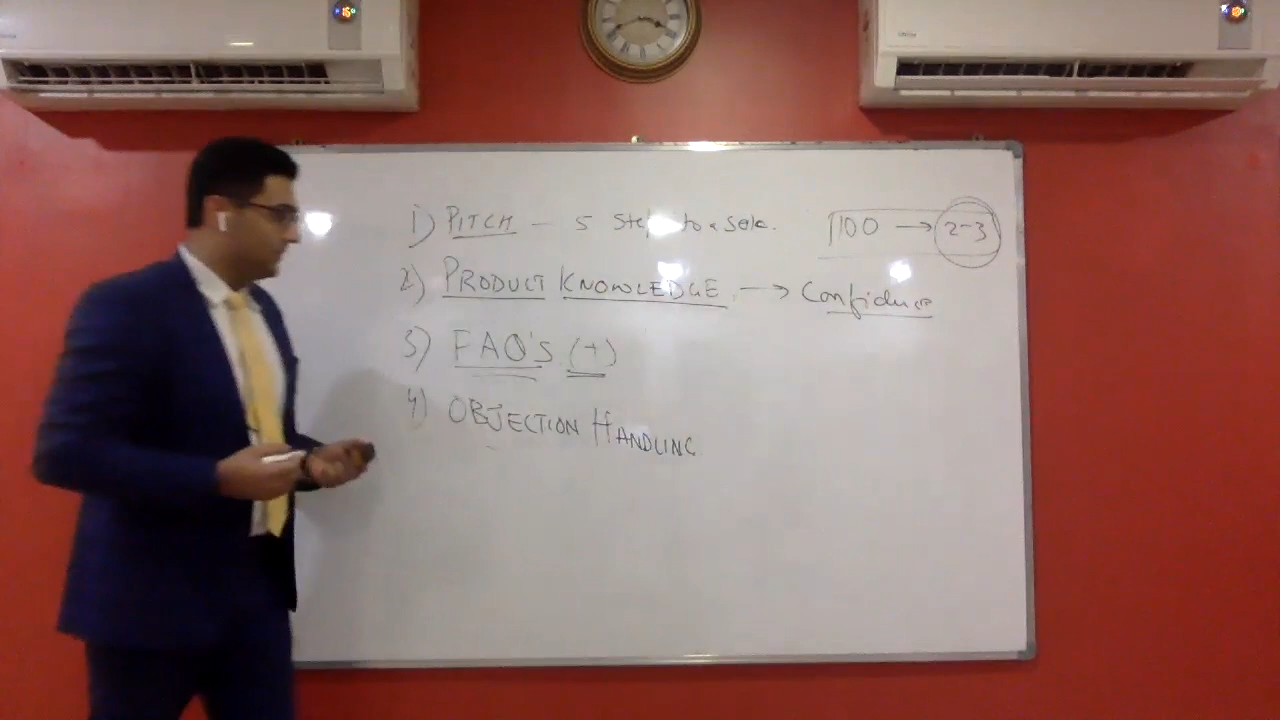 1) PITCH - 5 Steps to a Sale. 100 → 2-3
2) PRODUCT KNOWLEDGE → Confidence
3) FAQ'S (+)
4) OBJECTION HANDLING